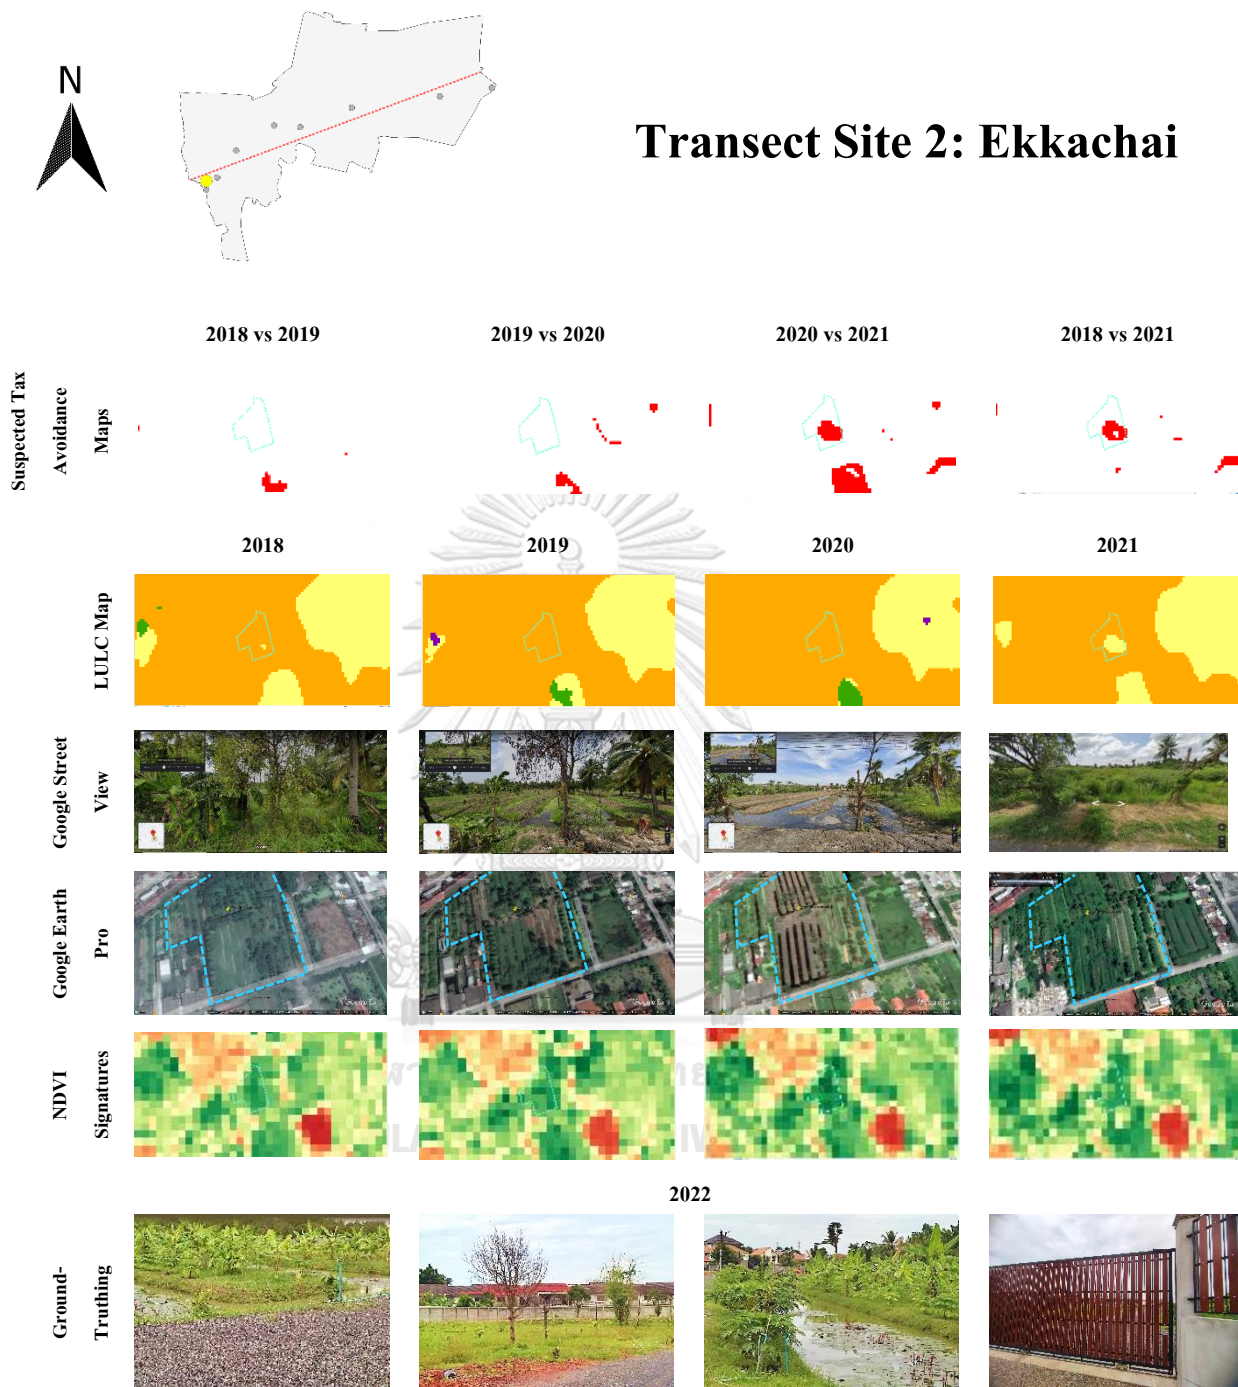 N
Transect Site 2: Ekkachai
2018 vs 2019
2019 vs 2020
2020 vs 2021
2018 vs 2021
Suspected Tax
Avoidance
Maps
2018
2019
2020
2021
LULC Map
Google Street
View
Google Earth
Pro
NDVI
Signatures
2022
Ground-
Truthing